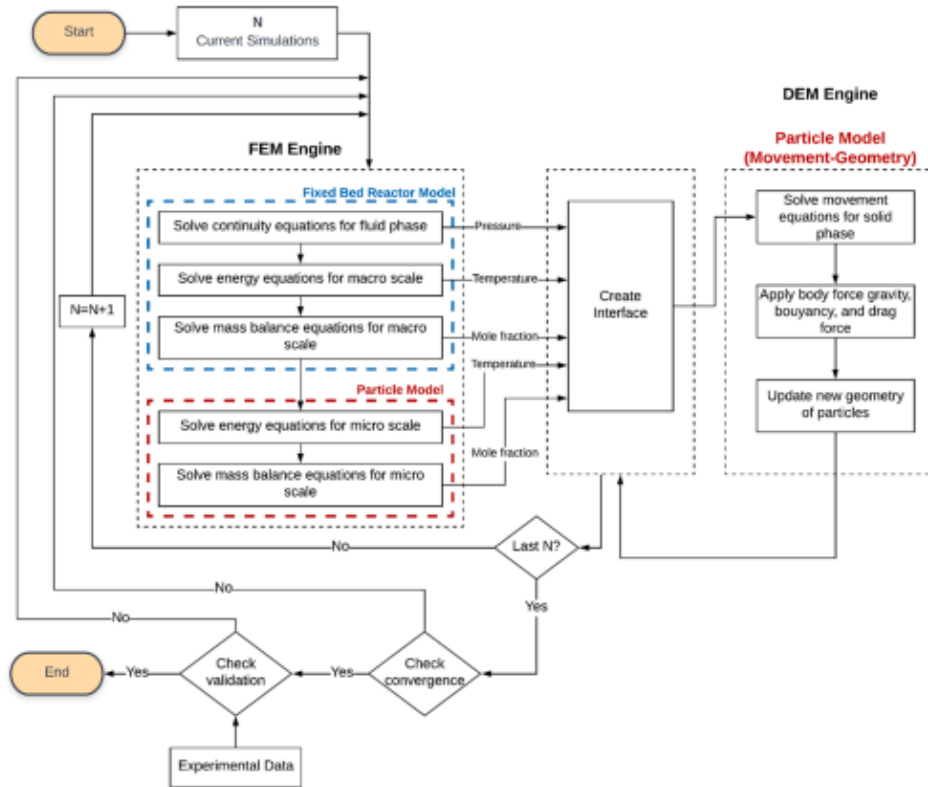 Start
N
Current Simulations
DEM Engine
FEM Engine
Particle Model
(Movement-Geometry)
Fixed Bed Reactor Model
Solve continuity equations for fluid phase
Pressure
Solve movement
equations for solid
phase
Solve energy equations for macro scale
Temperature
Create
Interface
N=N+1
Solve mass balance equations for macro
scale
Mole fraction
Apply body force gravity,
bouyancy, and drag
force
Temperature
Particle Model
Solve energy equations for micro scale
Update new geometry
of particles
Mole fraction
Solve mass balance equations for micro
scale
No
Last N?
Yes
No
No
End
Yes
Check
validation
Yes
Check
convergence
Experimental Data